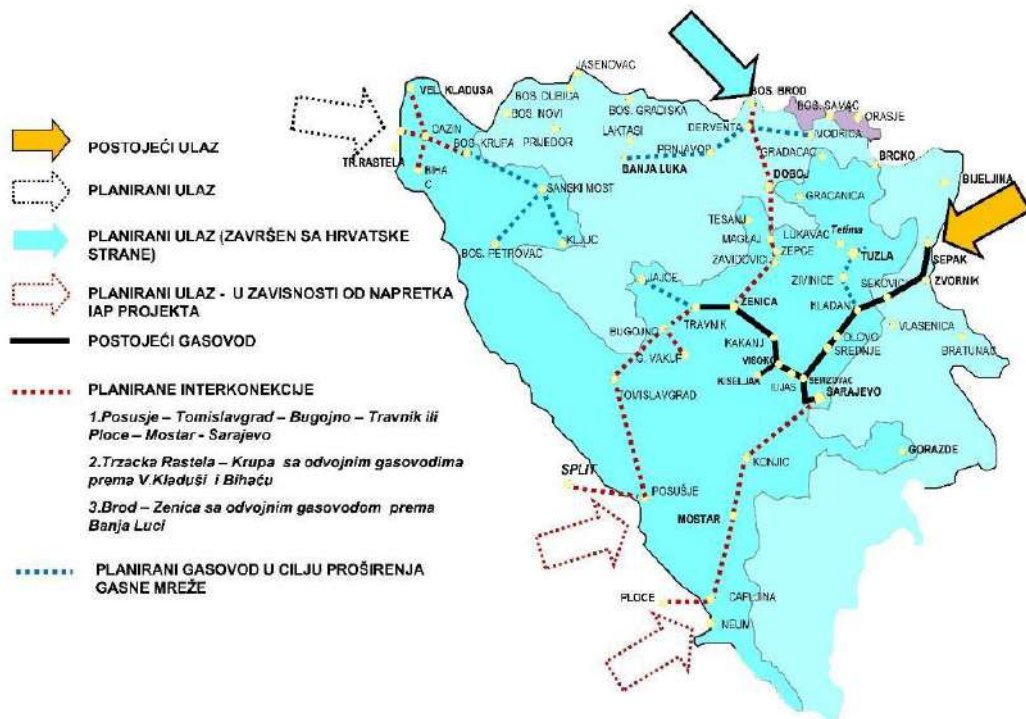 POSTOJEĆI ULAZ
PLANIRANI ULAZ
PLANIRANI ULAZ (ZAVRŠEN SA HRVATSKE
STRANE)
PLANIRANI ULAZ - U ZAVISNOSTI OD NAPRETKA
IAP PROJEKTA
POSTOJEĆI GASOVOD
PLANIRANE INTERKONEKCIJE
1.Posusje – Tomislavgrad – Bugojno – Travnik ili
Ploce – Mostar - Sarajevo
2.Trzacka Rastela – Krupa sa odvojnim gasovodima
prema V.Kladuši i Bihaću
3.Brod – Zenica sa odvojnim gasovodom prema
Banja Luci
PLANIRANI GASOVOD U CILJU PROŠIRENJA
GASNE MREŽE
JASENOVAC
VEL. KLADUSA
BOS. DUBICA
BOS. GRADISKA
BOS. BROD
BOS. SAVAC
ORASJE
BOS. NOVI
CAZIN
BOS. KRUPA
PRIJEDOR
LAKTASI
DERVENTA
MODRICA
TR.RASTELA
PRNJAVOR
GRADACAC
BRCKO
BIHA
C
BANJA LUKA
DOBOJ
BIJELJINA
SANSKI MOST
GRACANICA
TESANJ
LUKAVAC
Tetima
MAGLAJ
ZEPCE
TUZLA
SEPAK
BOS. PETROVAC
KLJUC
ZAVIDOVICI
ZIVINICE
ZVORNIK
JAJCE
SEKOVICI
ZENICA
KLADANJ
TRAVNIK
VLASENICA
BUGOJNO
KAKANJ
OLOVO
SREDNJE
BRATUNAC
G. VAKUF
VISOKO
KISELJAK
ILIJAS
SEMIZOVAC
SARAJEVO
TOMISLAVGRAD
GORAZDE
KONJIC
SPLIT
POSUŠJE
MOSTAR
PLOCE
CAPLJINA
NEUM